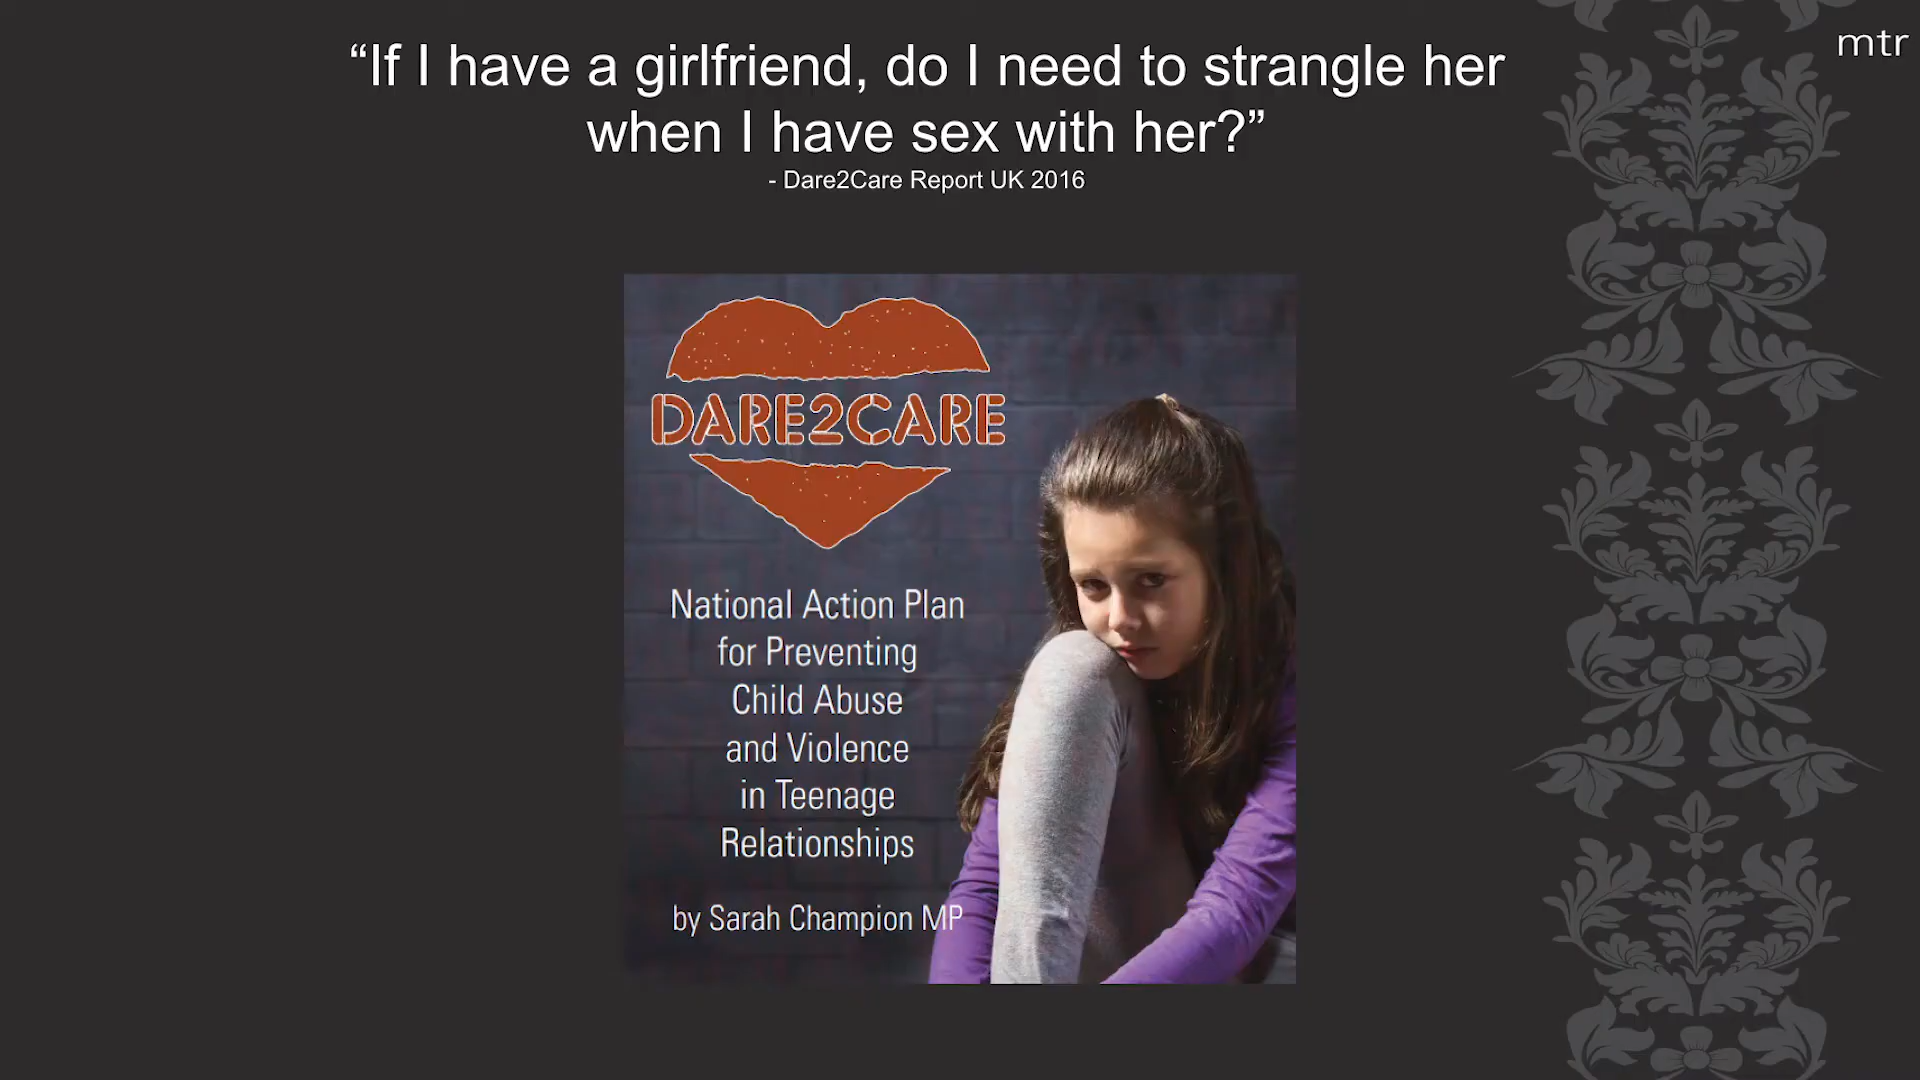 “If I have a girlfriend, do I need to strangle her
when I have sex with her?”
- Dare2Care Report UK 2016
mtr
DARE2CARE
National Action Plan
for Preventing
Child Abuse
and Violence
in Teenage
Relationships
by Sarah Champion MP